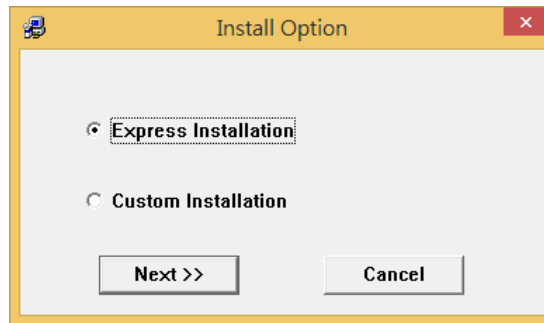 Install Option
Express Installation
Custom Installation
Next >> Cancel